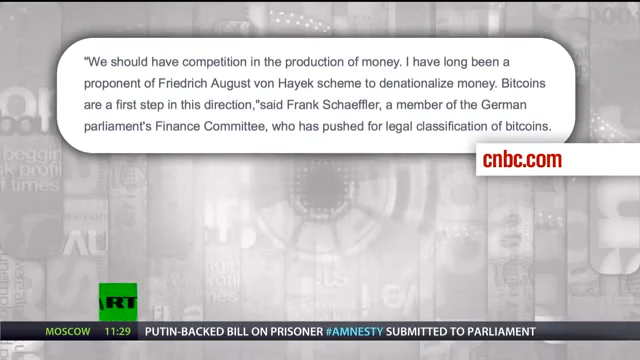 "We should have competition in the production of money. I have long been a
proponent of Friedrich August von Hayek scheme to denationalize money. Bitcoins
are a first step in this direction,"said Frank Schaeffler, a member of the German
parliament's Finance Committee, who has pushed for legal classification of bitcoins.
cnbc.com
RT
MOSCOW 11:29 PUTIN-BACKED BILL ON PRISONER #AMNESTY SUBMITTED TO PARLIAMENT